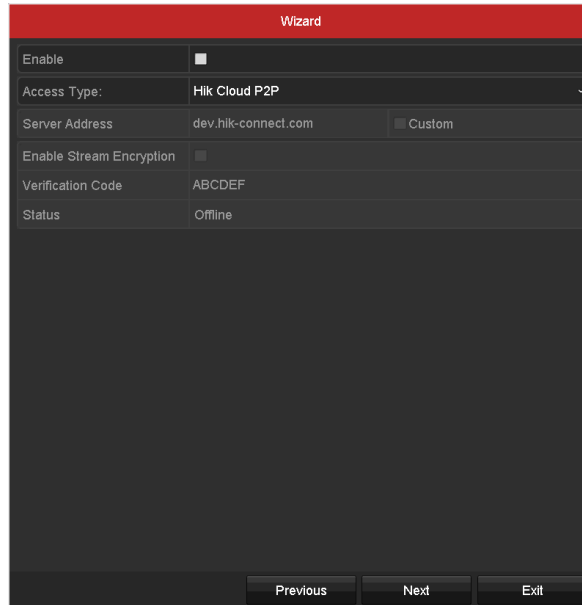 Wizard
Enable
Access Type: Hik Cloud P2P
Server Address dev.hik-connect.com Custom
Enable Stream Encryption
Verification Code ABCDEF
Status Offline
Previous Next Exit